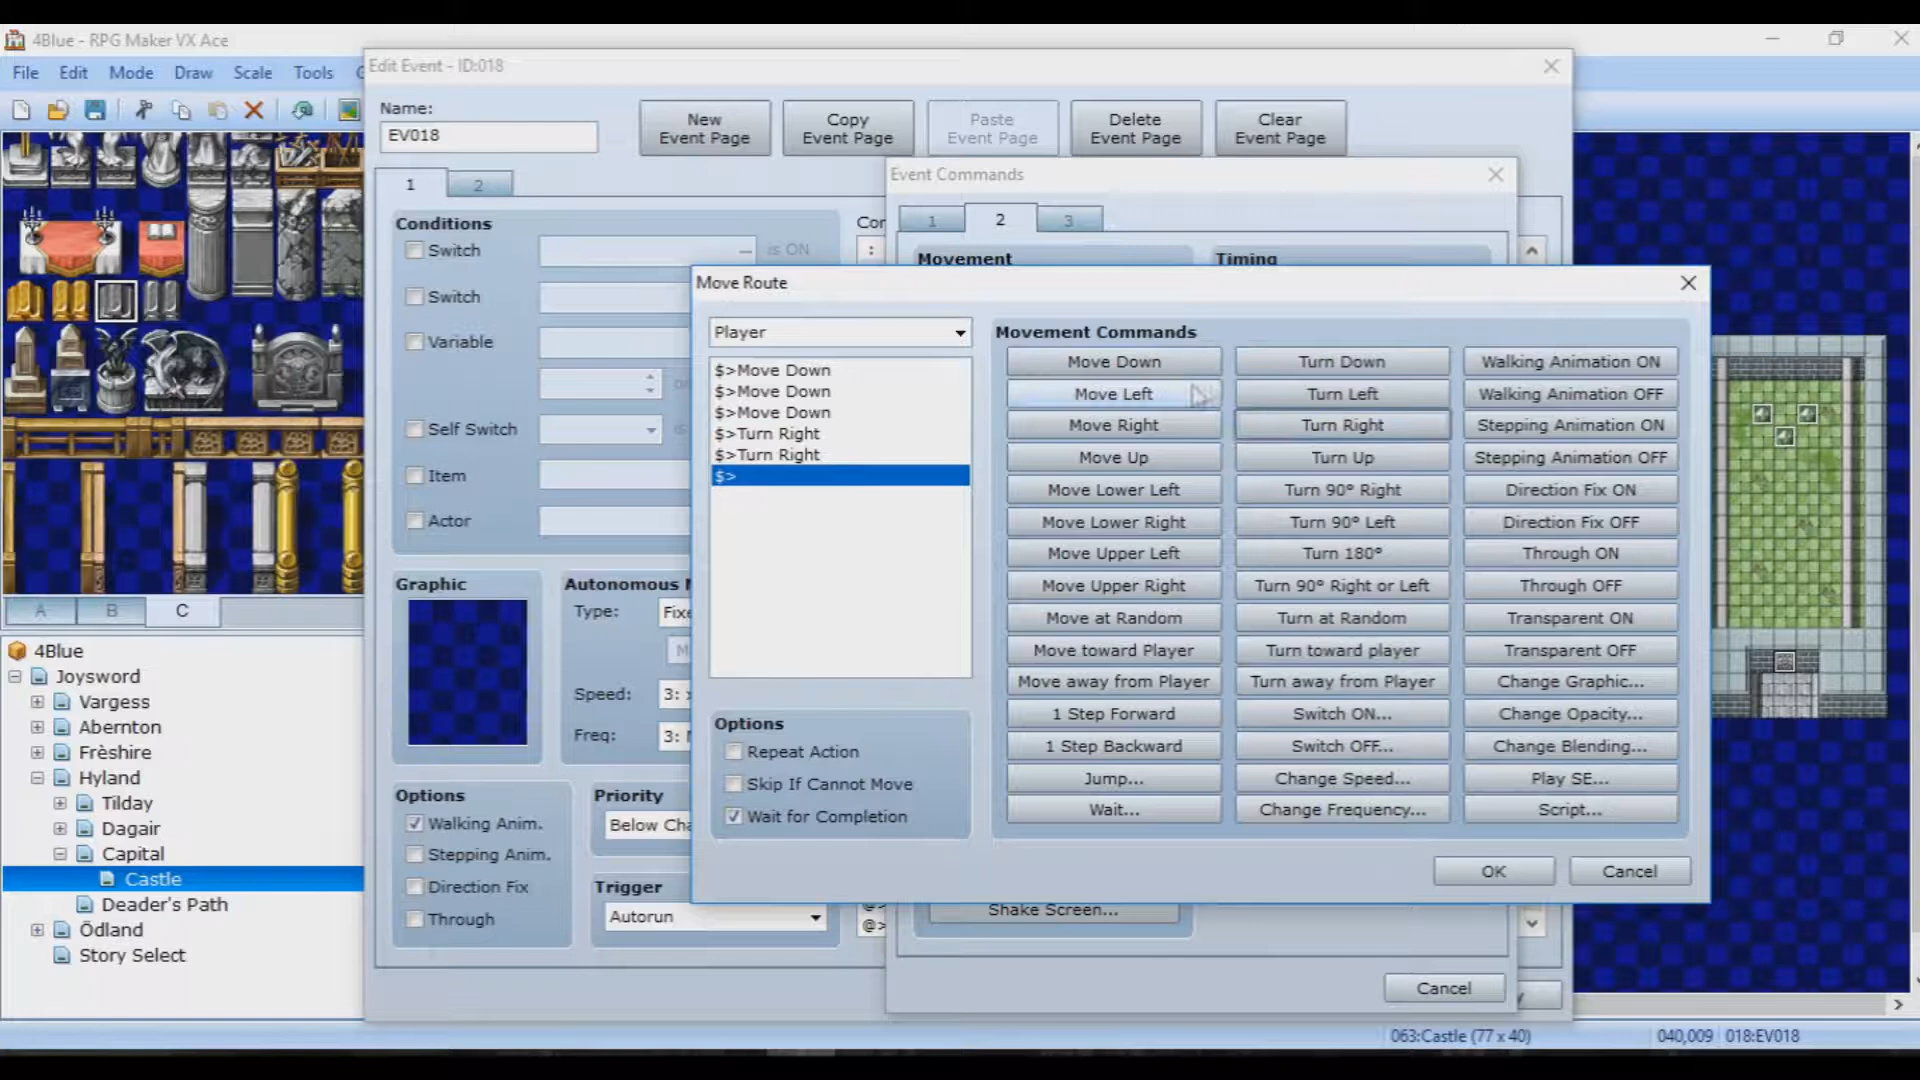 4Blue - RPG Maker VX Ace
File Edit Mode Draw Scale Tools
Edit Event - ID:018
Name:
EV018
New Event Page
Copy Event Page
Paste Event Page
Delete Event Page
Clear Event Page
1 2
Conditions
Switch
is ON
Switch
Variable
Self Switch
Item
Actor
Graphic
Autonomous
Type:
Speed: 3:
Freq: 3:
Options
Walking Anim.
Stepping Anim.
Direction Fix
Through
Priority
Trigger
Autorun
Event Commands
1 2 3
Movement
Timing
Shake Screen...
Cancel
Move Route
Player
$>Move Down
$>Move Down
$>Move Down
$>Turn Right
$>Turn Right
$>
Options
Repeat Action
Skip If Cannot Move
Wait for Completion
Movement Commands
Move Down Turn Down Walking Animation ON
Move Left Turn Left Walking Animation OFF
Move Right Turn Right Stepping Animation ON
Move Up Turn Up Stepping Animation OFF
Move Lower Left Turn 90° Right Direction Fix ON
Move Lower Right Turn 90° Left Direction Fix OFF
Move Upper Left Turn 180° Through ON
Move Upper Right Turn 90° Right or Left Through OFF
Move at Random Turn at Random Transparent ON
Move toward Player Turn toward player Transparent OFF
Move away from Player Turn away from Player Change Graphic...
1 Step Forward Switch ON... Change Opacity...
1 Step Backward Switch OFF... Change Blending...
Jump... Change Speed... Play SE...
Wait... Change Frequency... Script...
OK Cancel
A B C
4Blue
Joysword
Vargess
Abernton
Frèshire
Hyland
Tilday
Dagair
Capital
Castle
Deader's Path
Ödland
Story Select
063:Castle (77 x 40) 040,009 018:EV018